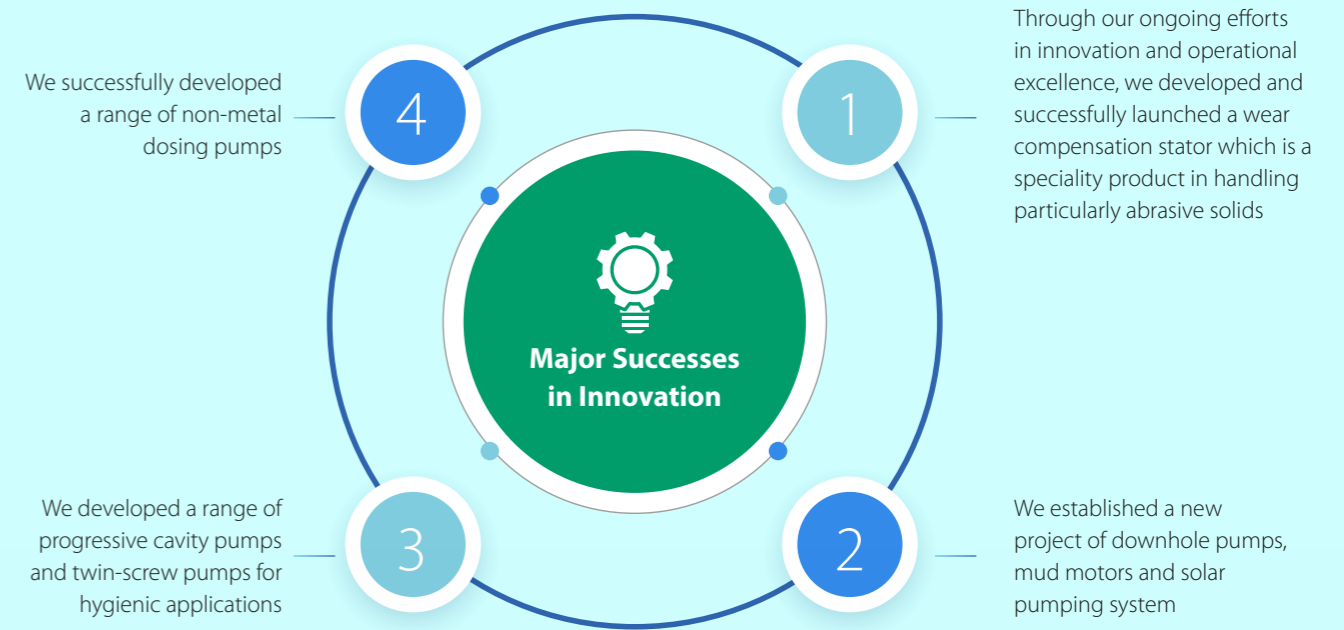 Major Successes
in Innovation
1
Through our ongoing efforts
in innovation and operational
excellence, we developed and
successfully launched a wear
compensation stator which is a
speciality product in handling
particularly abrasive solids
2
We established a new
project of downhole pumps,
mud motors and solar
pumping system
3
We developed a range of
progressive cavity pumps
and twin-screw pumps for
hygienic applications
4
We successfully developed
a range of non-metal
dosing pumps